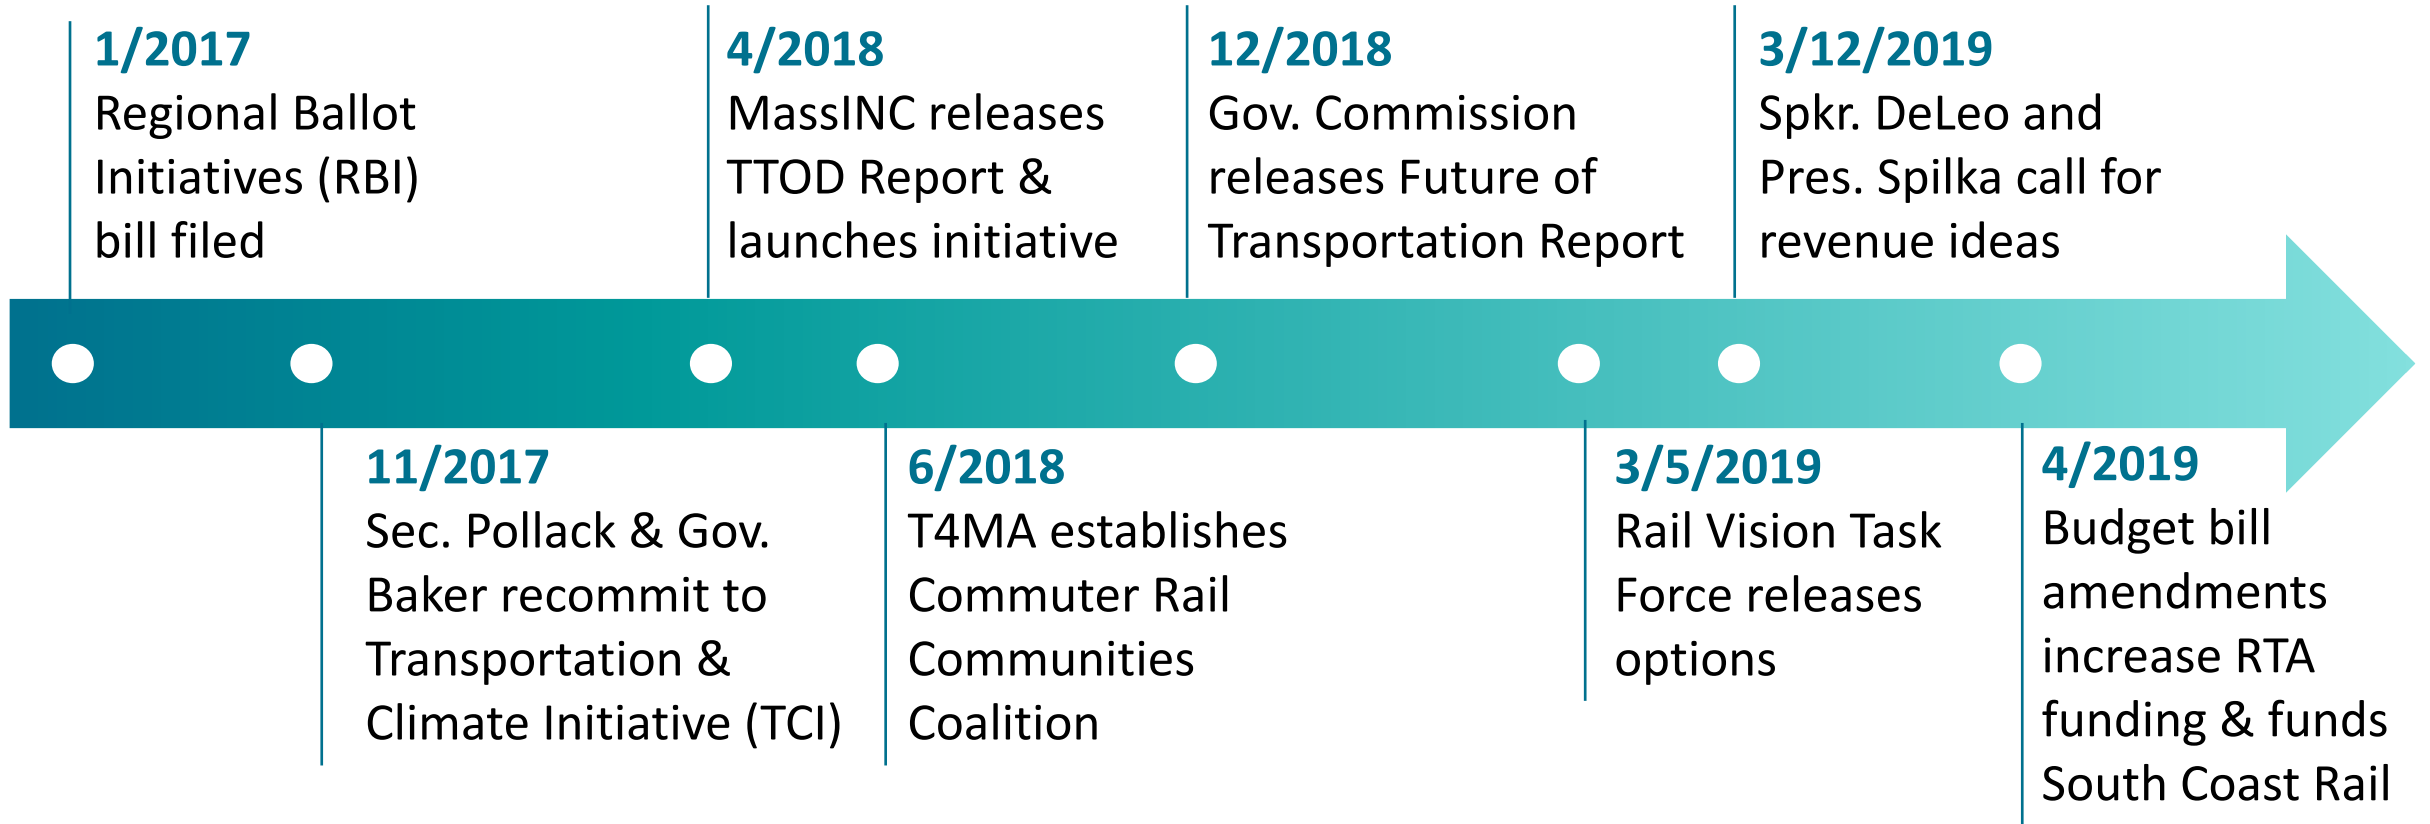 1/2017
Regional Ballot
Initiatives (RBI)
bill filed
4/2018
MassINC releases
TTOD Report &
launches initiative
12/2018
Gov. Commission
releases Future of
Transportation Report
3/12/2019
Spkr. DeLeo and
Pres. Spilka call for
revenue ideas
11/2017
Sec. Pollack & Gov.
Baker recommit to
Transportation &
Climate Initiative (TCI)
6/2018
T4MA establishes
Commuter Rail
Communities
Coalition
3/5/2019
Rail Vision Task
Force releases
options
4/2019
Budget bill
amendments
increase RTA
funding & funds
South Coast Rail